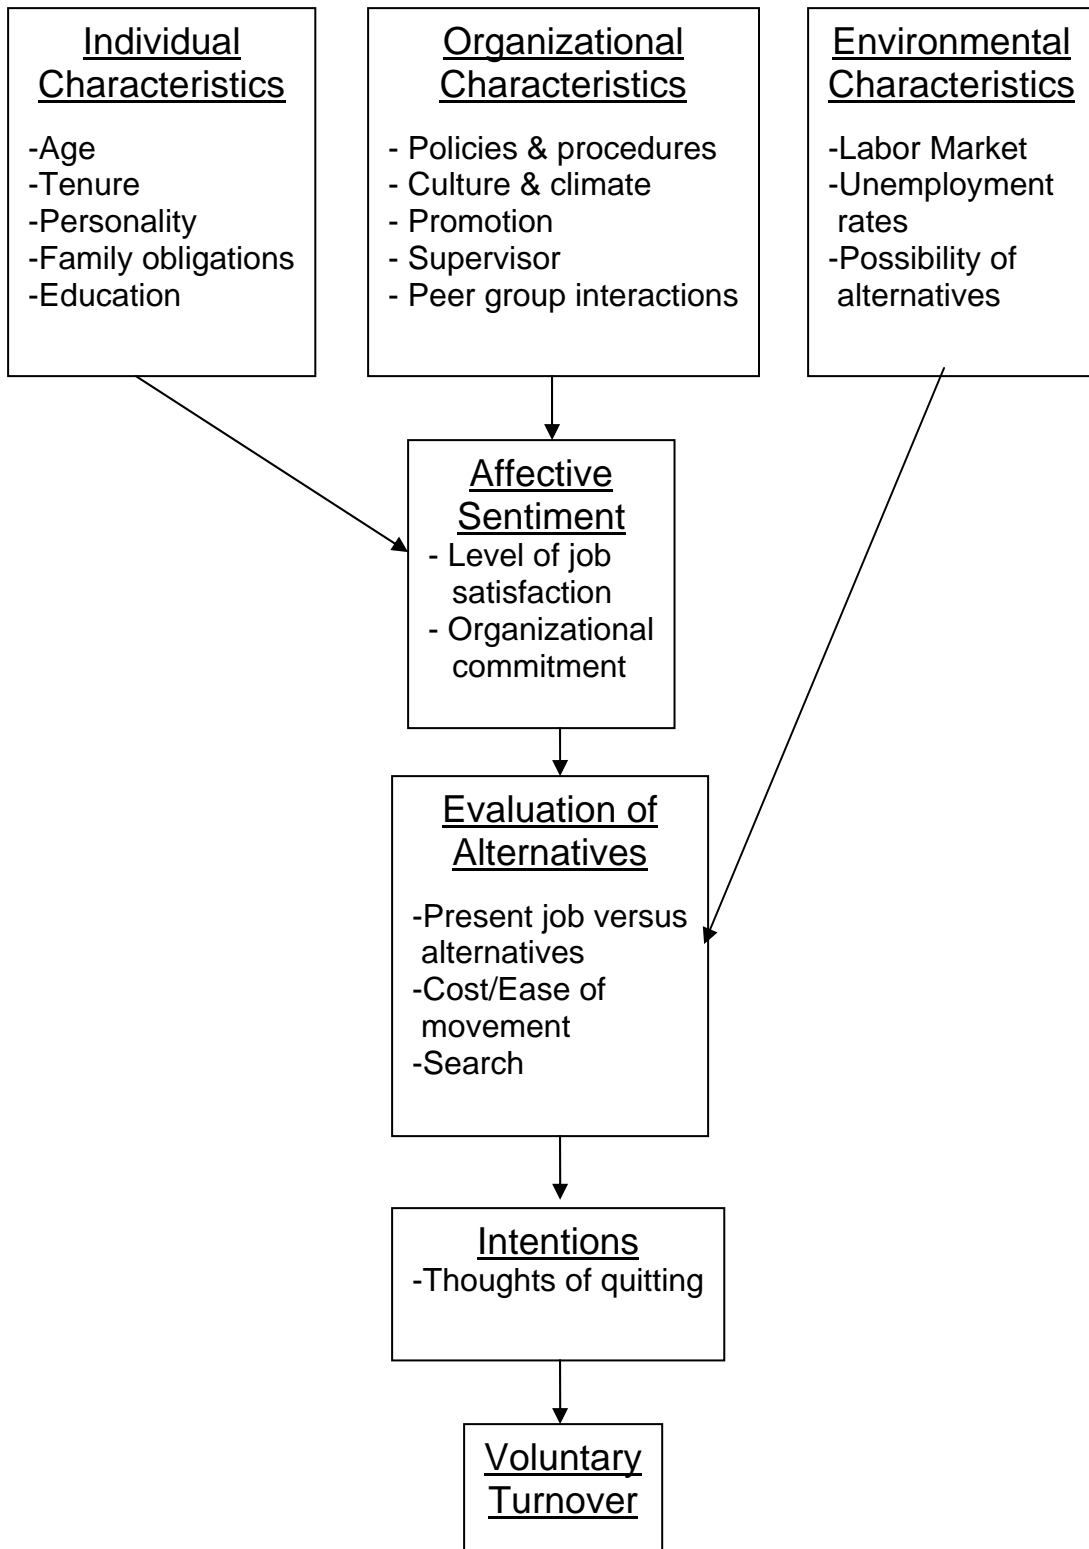 Individual
Characteristics
-Age
-Tenure
-Personality
-Family obligations
-Education
Organizational
Characteristics
- Policies & procedures
- Culture & climate
- Promotion
- Supervisor
- Peer group interactions
Environmental
Characteristics
-Labor Market
-Unemployment
rates
-Possibility of
alternatives
Affective
Sentiment
- Level of job
satisfaction
- Organizational
commitment
Evaluation of
Alternatives
-Present job versus
alternatives
-Cost/Ease of
movement
-Search
Intentions
-Thoughts of quitting
Voluntary
Turnover